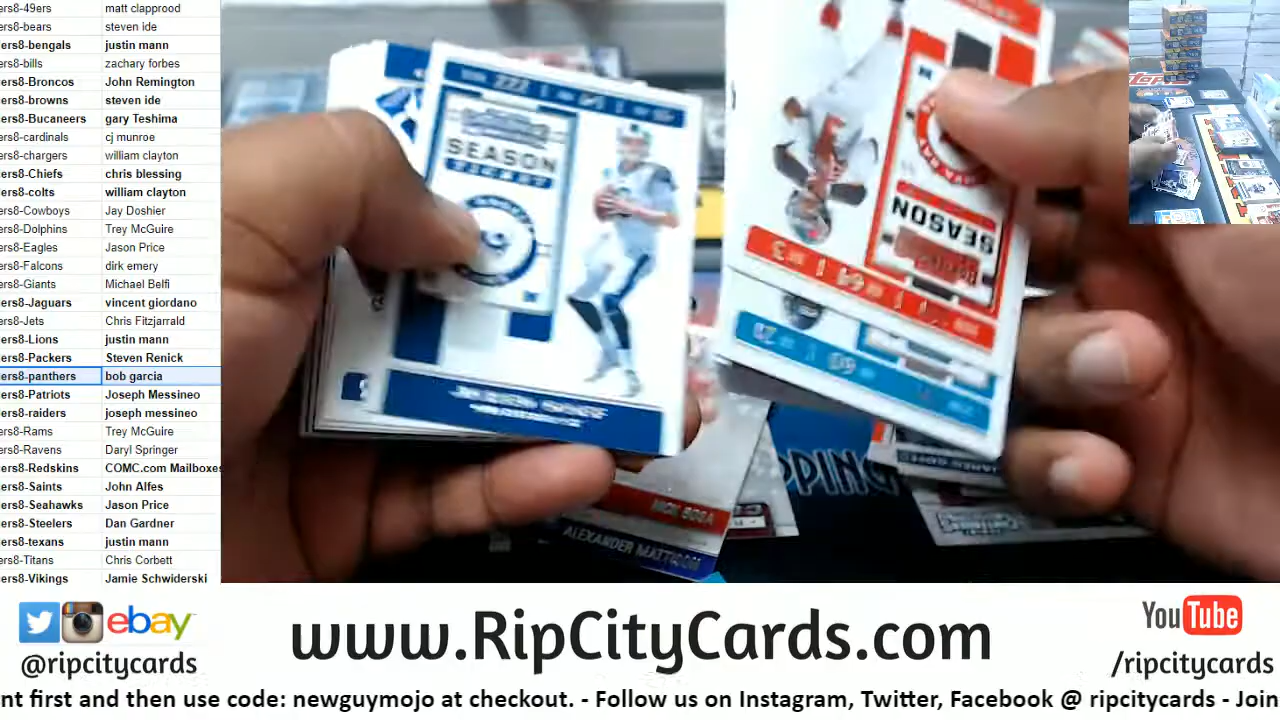 ers8-49ers matt clapprood
ers8-bears steven ide
ers8-bengals justin mann
ers8-bills zachary forbes
ers8-Broncos John Remington
ers8-browns steven ide
ers8-Bucaneers gary Teshima
ers8-cardinals cj munroe
ers8-chargers william clayton
ers8-Chiefs chris blessing
ers8-colts william clayton
ers8-Cowboys Jay Doshier
ers8-Dolphins Trey McGuire
ers8-Eagles Jason Price
ers8-Falcons dirk emery
ers8-Giants Michael Belfi
ers8-Jaguars vincent giordano
ers8-Jets Chris Fitzjarrald
ers8-Lions justin mann
ers8-Packers Steven Renick
ers8-panthers bob garcia
ers8-Patriots Joseph Messineo
ers8-raiders joseph messineo
ers8-Rams Trey McGuire
ers8-Ravens Daryl Springer
ers8-Redskins COMC.com Mailboxes
ers8-Saints John Alfes
ers8-Seahawks Jason Price
ers8-Steelers Dan Gardner
ers8-texans justin mann
ers8-Titans Chris Corbett
ers8-Vikings Jamie Schwiderski
SEASON
TICKET
SEASON
NICK BOSA
ALEXANDER MATTISON
PPING
ebay
@ripcitycards
www.RipCityCards.com
YouTube
/ripcitycards
nt first and then use code: newguymojo at checkout. - Follow us on Instagram, Twitter, Facebook @ ripcitycards - Join